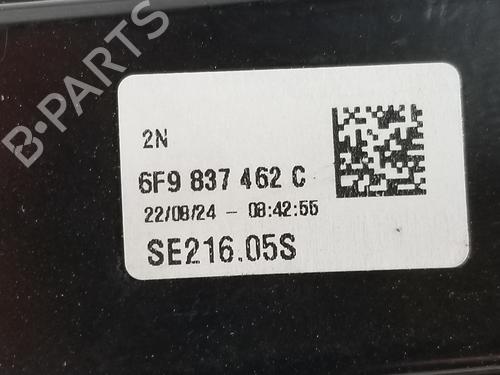 B-PARTS
2N
6F9 837 462 C
22/08/24 - 08:42:55
SE216.05S